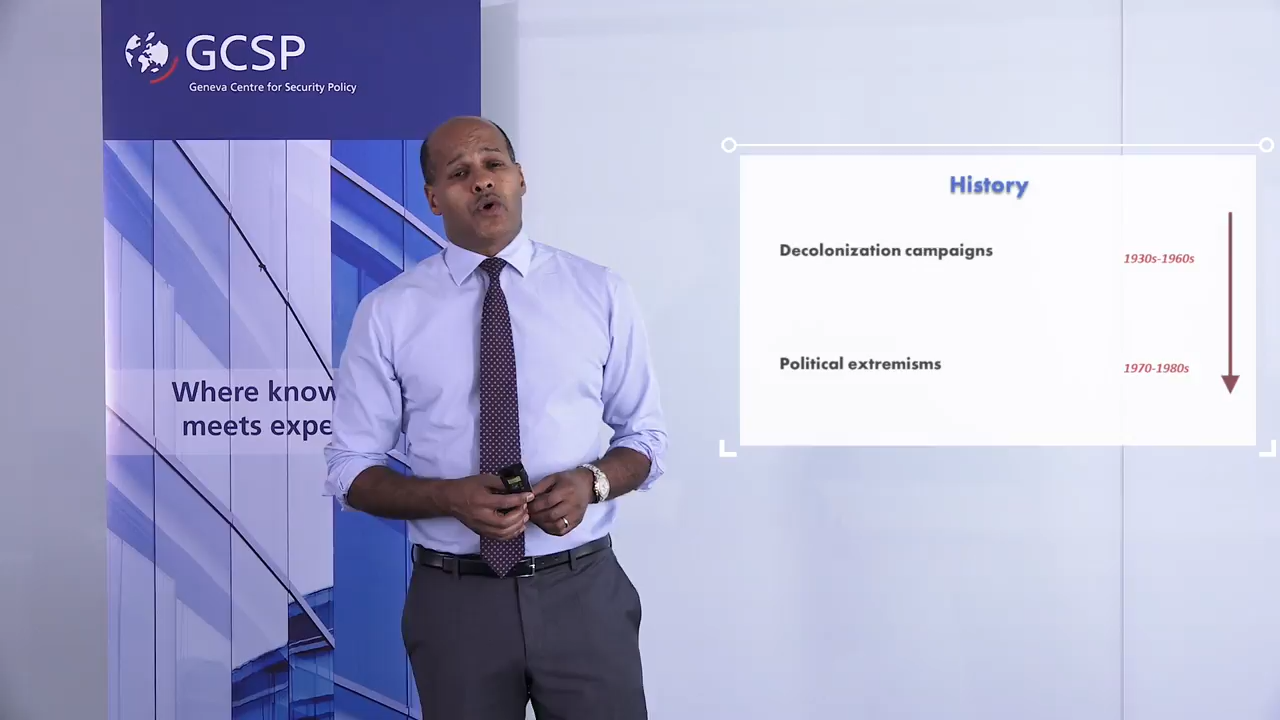 GCSP
Geneva Centre for Security Policy
Where know
meets expe
History
Decolonization campaigns
1930s-1960s
Political extremisms
1970-1980s